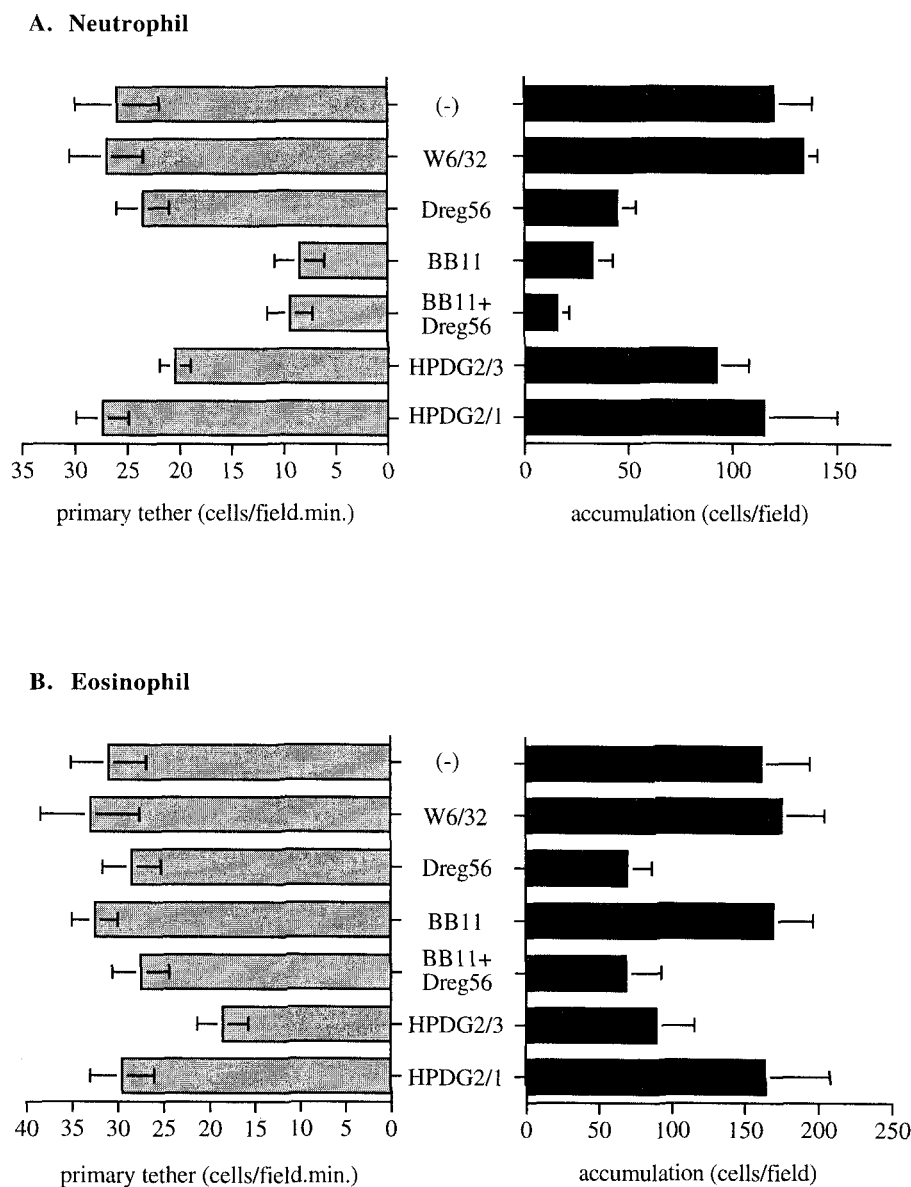 A. Neutrophil
(-)
W6/32
Dreg56
BB11
BB11+
Dreg56
HPDG2/3
HPDG2/1
35 30 25 20 15 10 5 0
0 50 100 150
primary tether (cells/field.min.)
accumulation (cells/field)
B. Eosinophil
(-)
W6/32
Dreg56
BB11
BB11+
Dreg56
HPDG2/3
HPDG2/1
40 35 30 25 20 15 10 5 0
0 50 100 150 200 250
primary tether (cells/field.min.)
accumulation (cells/field)